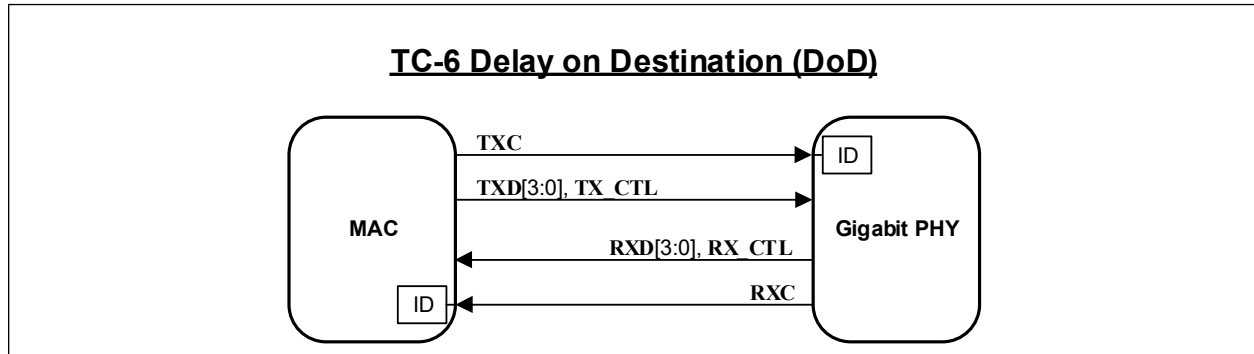 TC-6 Delay on Destination (DoD)
TXC
ID
TXD[3:0], TX_CTL
MAC
Gigabit PHY
RXD[3:0], RX_CTL
RXC
ID